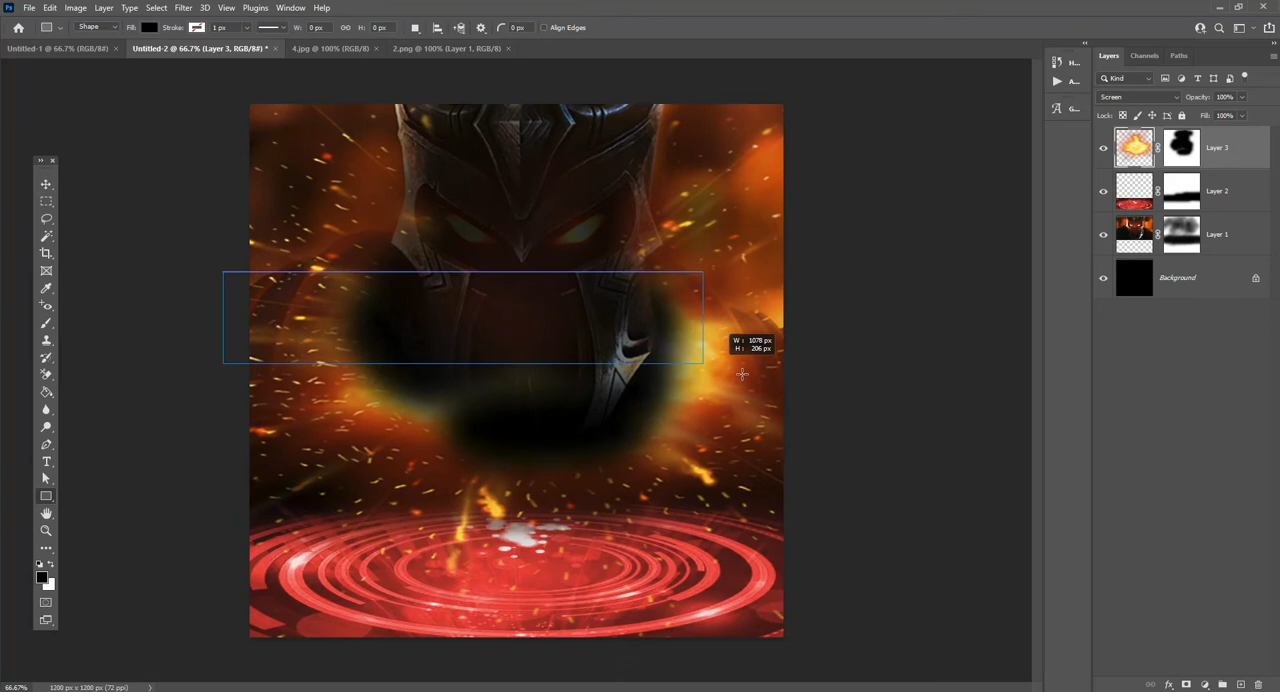 Ps File Edit Image Layer Type Select Filter 3D View Plugins Window Help
Shape Fill: Stroke: 1 px W: 0 px H: 0 px 0 px Align Edges
Untitled-1 @ 66.7% (RGB/8#) × Untitled-2 @ 66.7% (Layer 3, RGB/8#) * × 4.jpg @ 100% (RGB/8) × 2.png @ 100% (Layer 1, RGB/8) ×
H...
A...
G...
Layers Channels Paths
Kind
Screen Opacity: 100%
Lock: Fill: 100%
Layer 3
Layer 2
Layer 1
Background
W : 1078 px
H : 206 px
66.67% 1200 px x 1200 px (72 ppi)